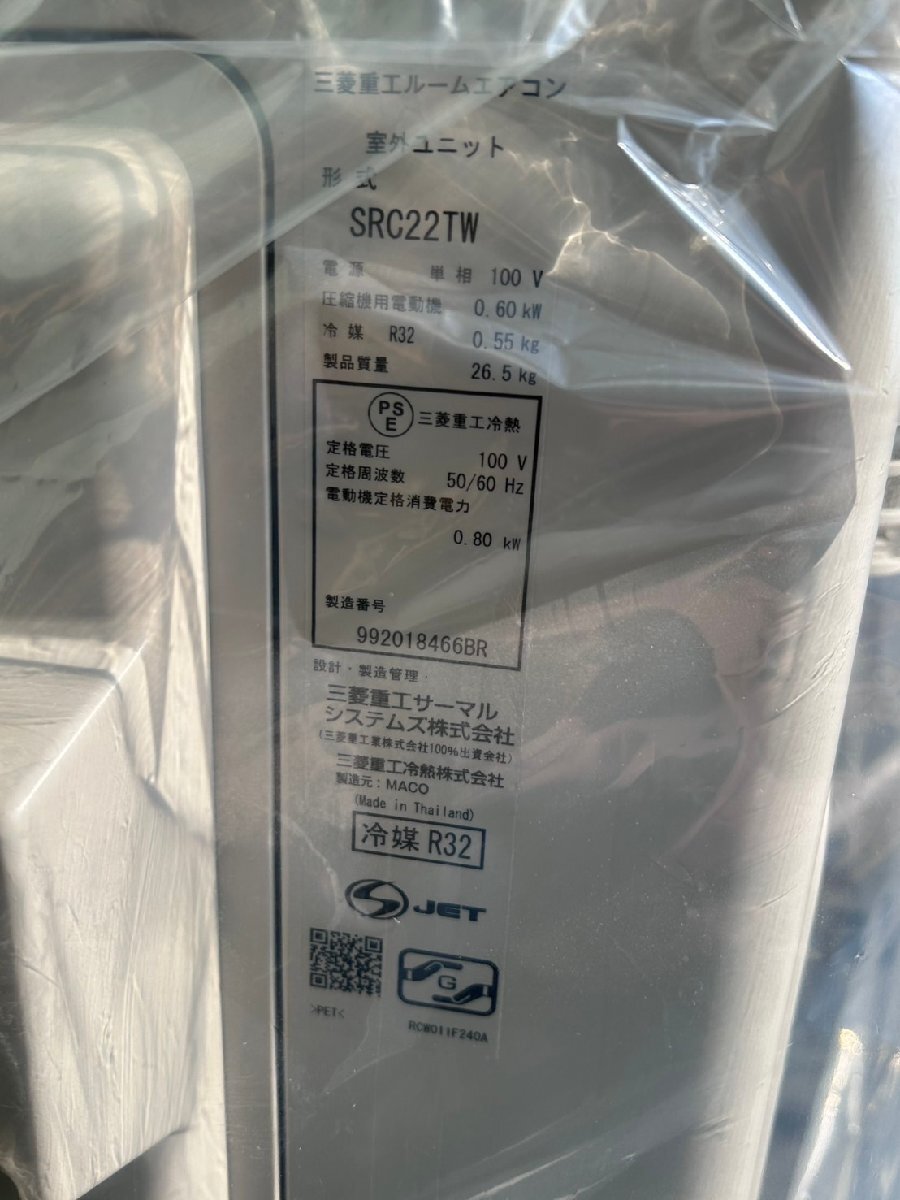 三菱重工ルームエアコン
室外ユニット
形式
SRC22TW
電源 単相 100 V
圧縮機用電動機 0.60 kW
冷媒 R32 0.55 kg
製品質量 26.5 kg
PS
E 三菱重工冷熱
定格電圧 100 V
定格周波数 50/60 Hz
電動機定格消費電力
0.80 kW
製造番号
992018466BR
設計・製造管理
三菱重工サーマル
システムズ株式会社
(三菱重工業株式会社100%出資会社)
三菱重工冷熱株式会社
製造元：MACO
(Made in Thailand)
冷媒 R32
S JET
G
>PET<
RCW011F240A